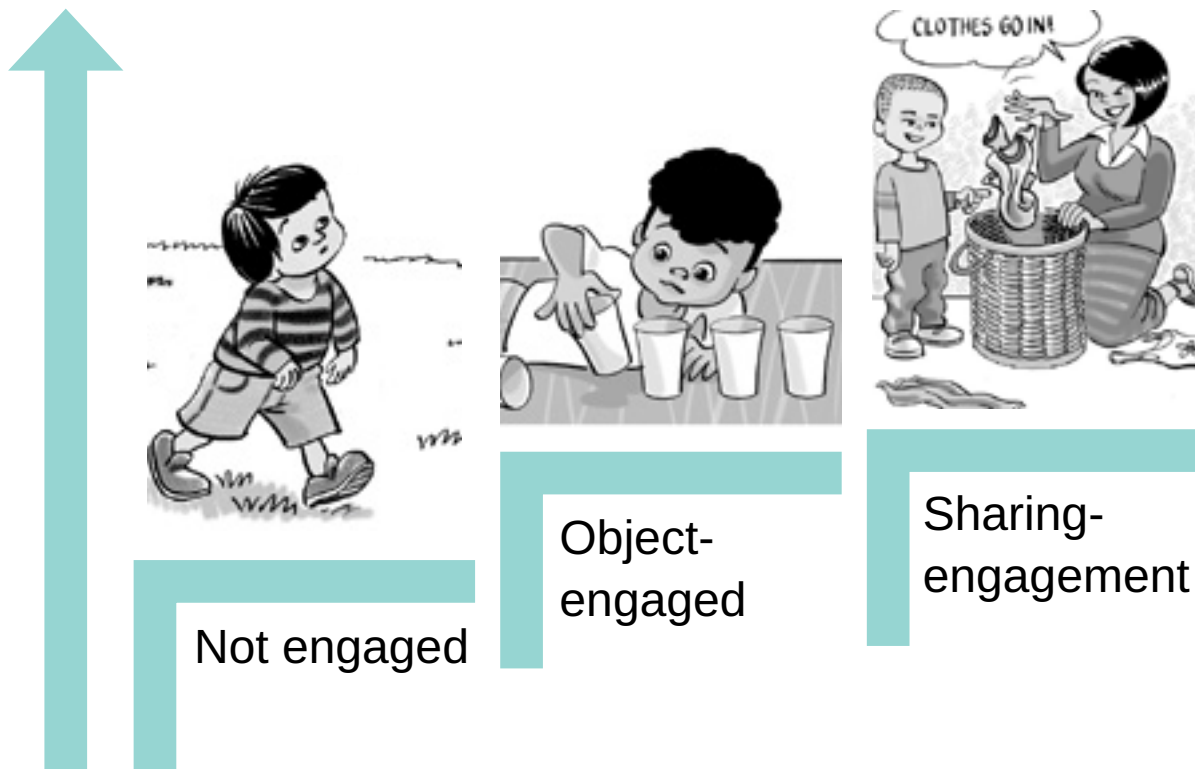 CLOTHES GO IN!
Not engaged
Object-
engaged
Sharing-
engagement